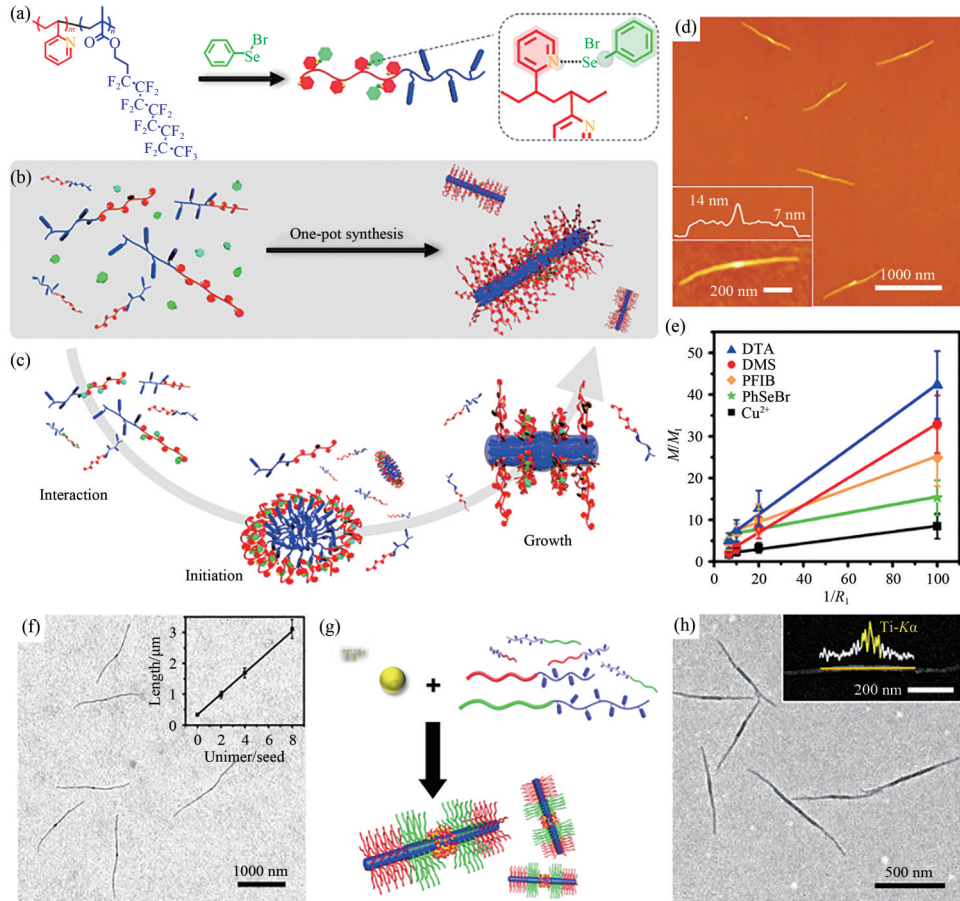 (a)
m
n
N
O
O
F₂C
CF₂
F₂C
CF₂
F₂C
CF₂
F₂C
CF₃
Br
Se
Br
N
Se
N
(b)
One-pot synthesis
(c)
Interaction
Initiation
Growth
(d)
14 nm
7 nm
200 nm
1000 nm
(e)
50
40
30
20
10
0
M/M₁
DTA
DMS
PFIB
PhSeBr
Cu²⁺
0 20 40 60 80 100
1/R₁
(f)
Length/μm
3
2
1
0
0 2 4 6 8
Unimer/seed
1000 nm
(g)
+
(h)
Ti-Kα
200 nm
500 nm